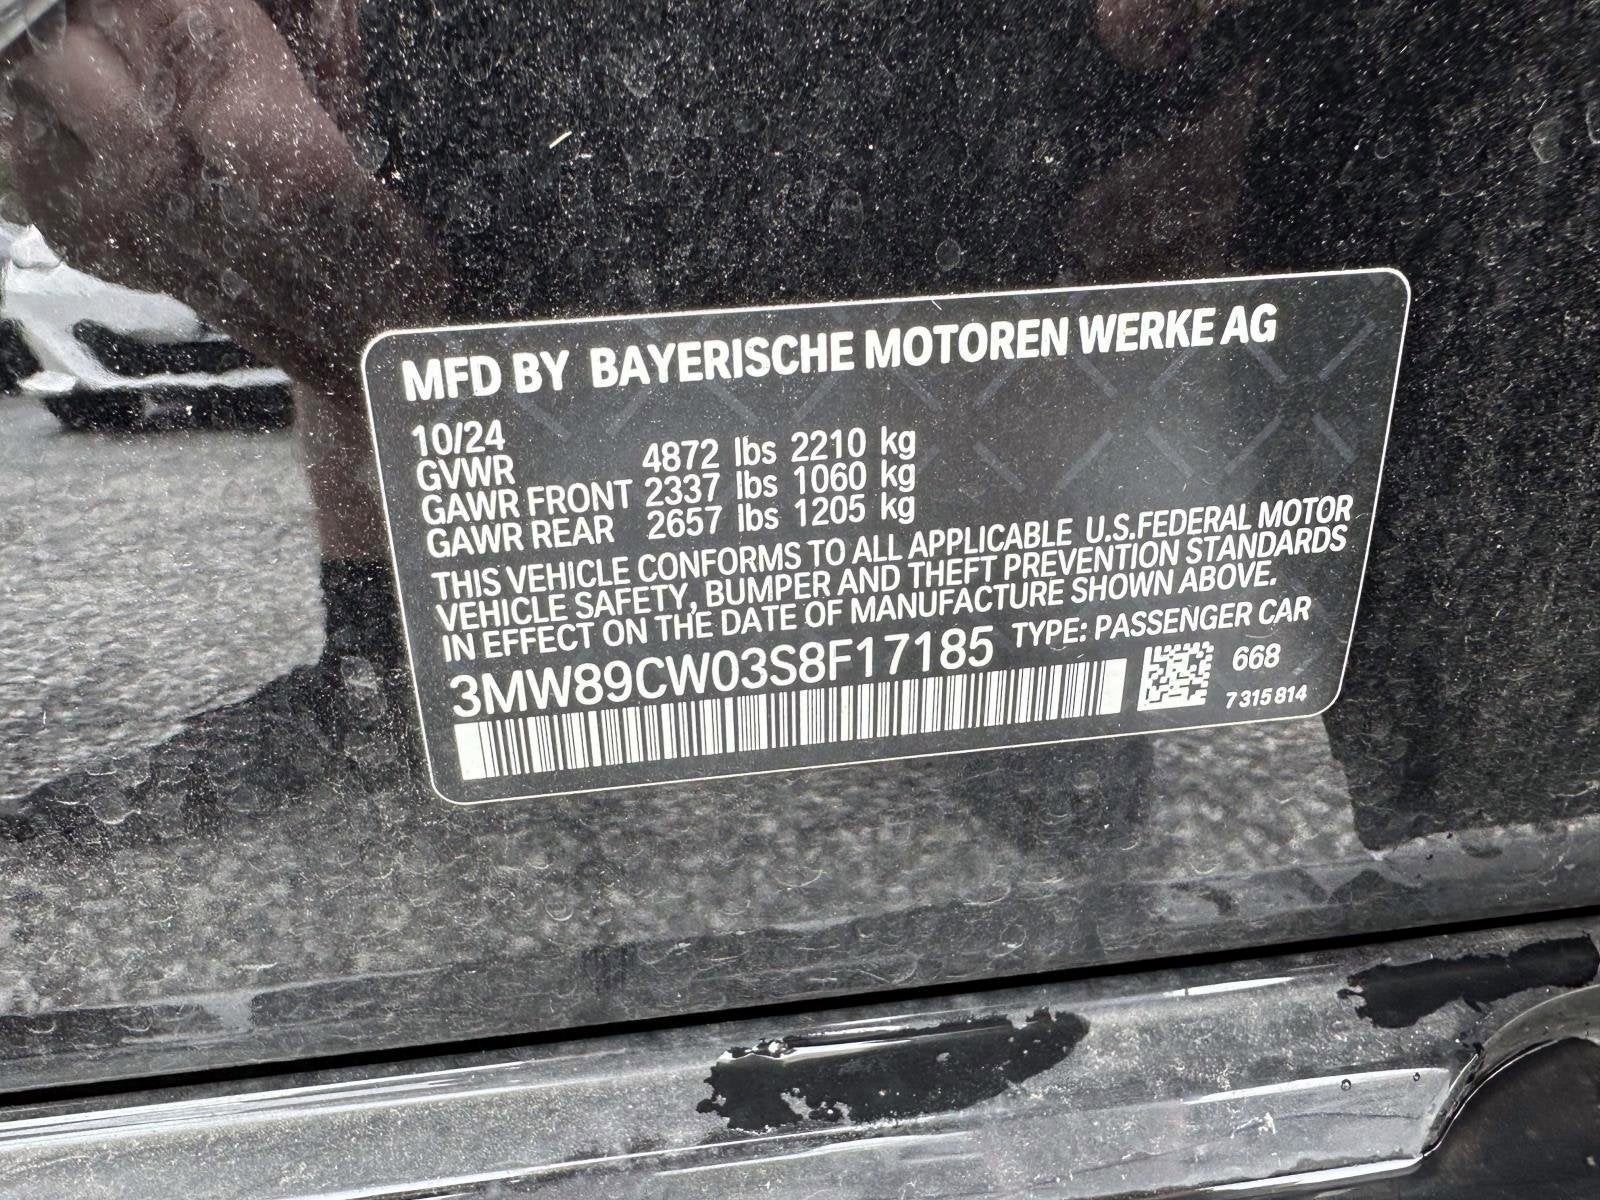 MFD BY BAYERISCHE MOTOREN WERKE AG
10/24
GVWR 4872 lbs 2210 kg
GAWR FRONT 2337 lbs 1060 kg
GAWR REAR 2657 lbs 1205 kg
THIS VEHICLE CONFORMS TO ALL APPLICABLE U.S.FEDERAL MOTOR
VEHICLE SAFETY, BUMPER AND THEFT PREVENTION STANDARDS
IN EFFECT ON THE DATE OF MANUFACTURE SHOWN ABOVE.
3MW89CW03S8F17185 TYPE: PASSENGER CAR
668
7 315 814